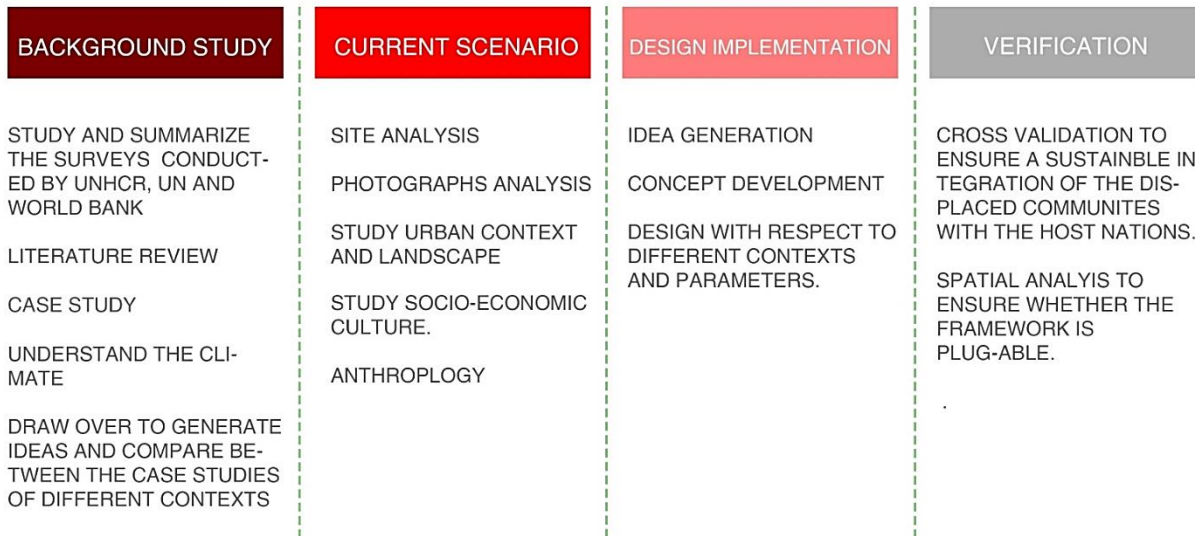 BACKGROUND STUDY
STUDY AND SUMMARIZE
THE SURVEYS CONDUCT-
ED BY UNHCR, UN AND
WORLD BANK
LITERATURE REVIEW
CASE STUDY
UNDERSTAND THE CLI-
MATE
DRAW OVER TO GENERATE
IDEAS AND COMPARE BE-
TWEEN THE CASE STUDIES
OF DIFFERENT CONTEXTS
CURRENT SCENARIO
SITE ANALYSIS
PHOTOGRAPHS ANALYSIS
STUDY URBAN CONTEXT
AND LANDSCAPE
STUDY SOCIO-ECONOMIC
CULTURE.
ANTHROPLOGY
DESIGN IMPLEMENTATION
IDEA GENERATION
CONCEPT DEVELOPMENT
DESIGN WITH RESPECT TO
DIFFERENT CONTEXTS
AND PARAMETERS.
VERIFICATION
CROSS VALIDATION TO
ENSURE A SUSTAINBLE IN
TEGRATION OF THE DIS-
PLACED COMMUNITES
WITH THE HOST NATIONS.
SPATIAL ANALYIS TO
ENSURE WHETHER THE
FRAMEWORK IS
PLUG-ABLE.
.